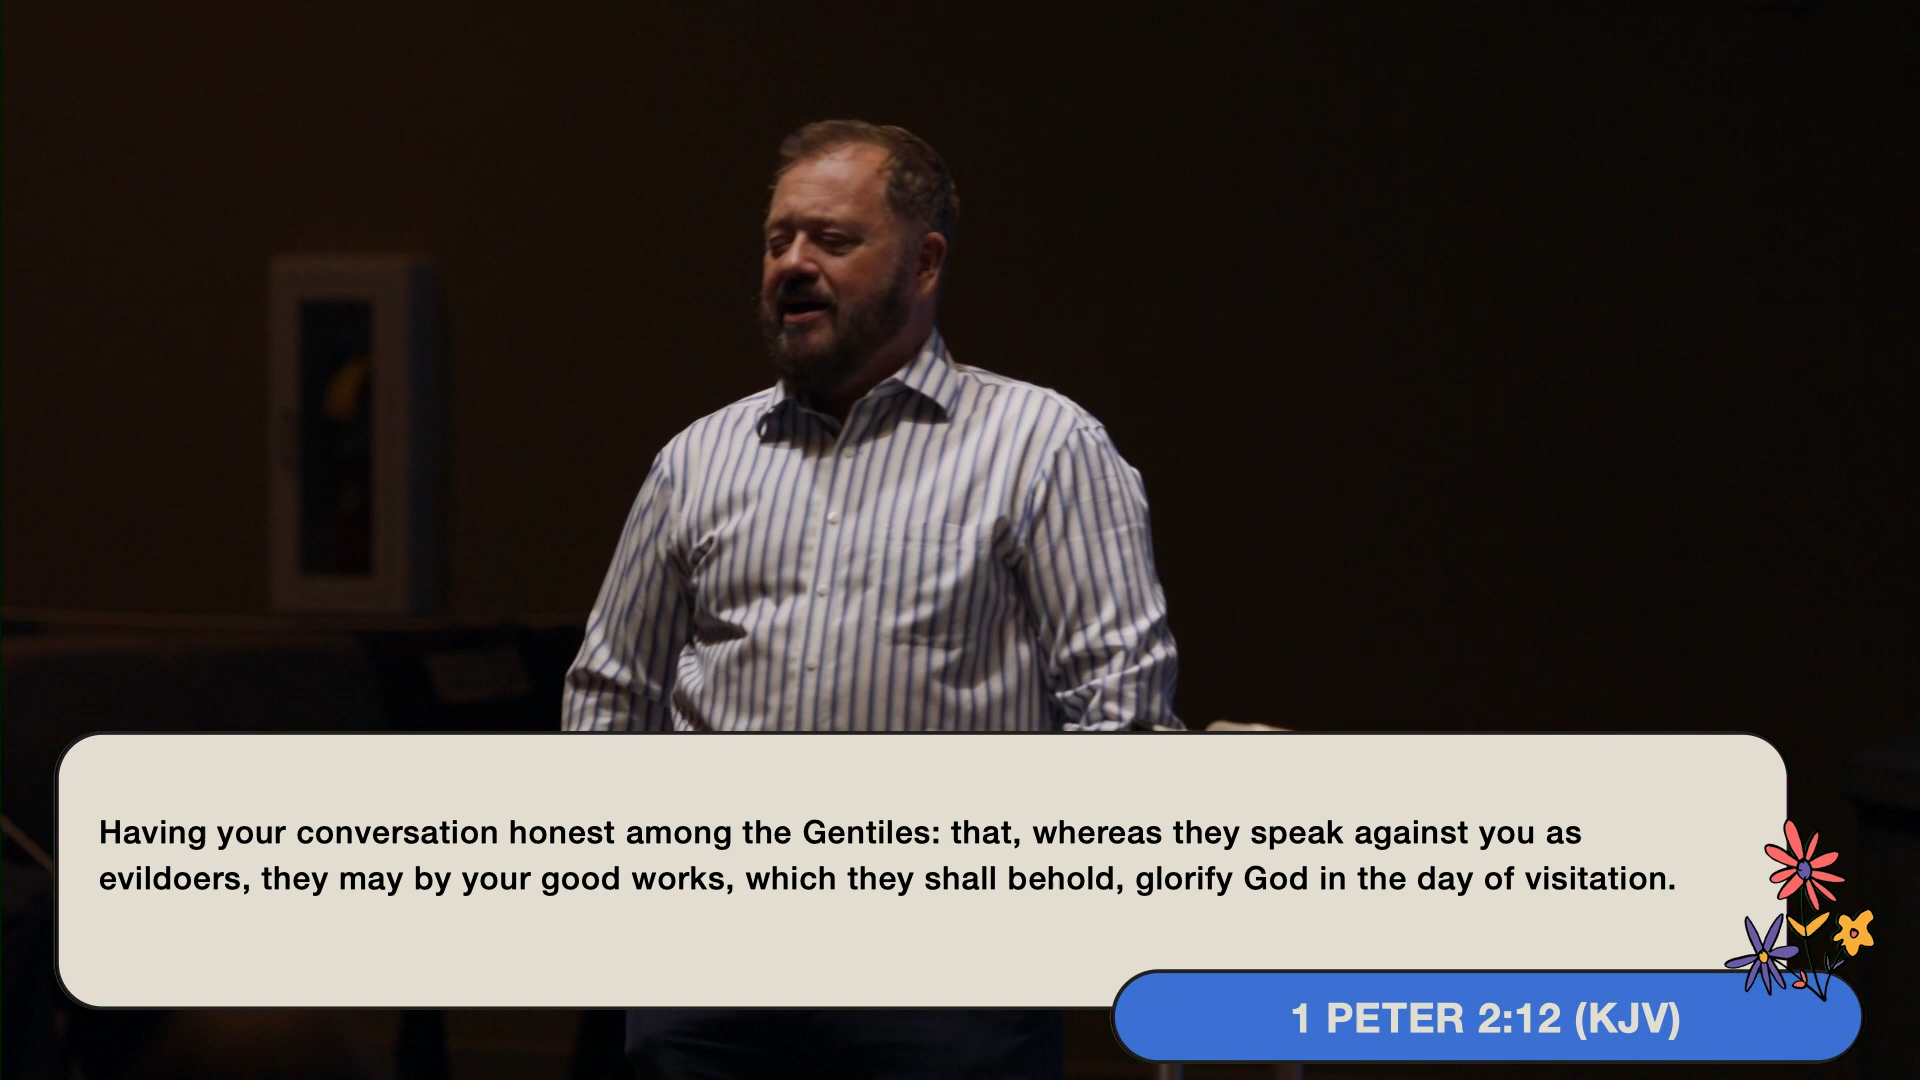 Having your conversation honest among the Gentiles: that, whereas they speak against you as
evildoers, they may by your good works, which they shall behold, glorify God in the day of visitation.
1 PETER 2:12 (KJV)